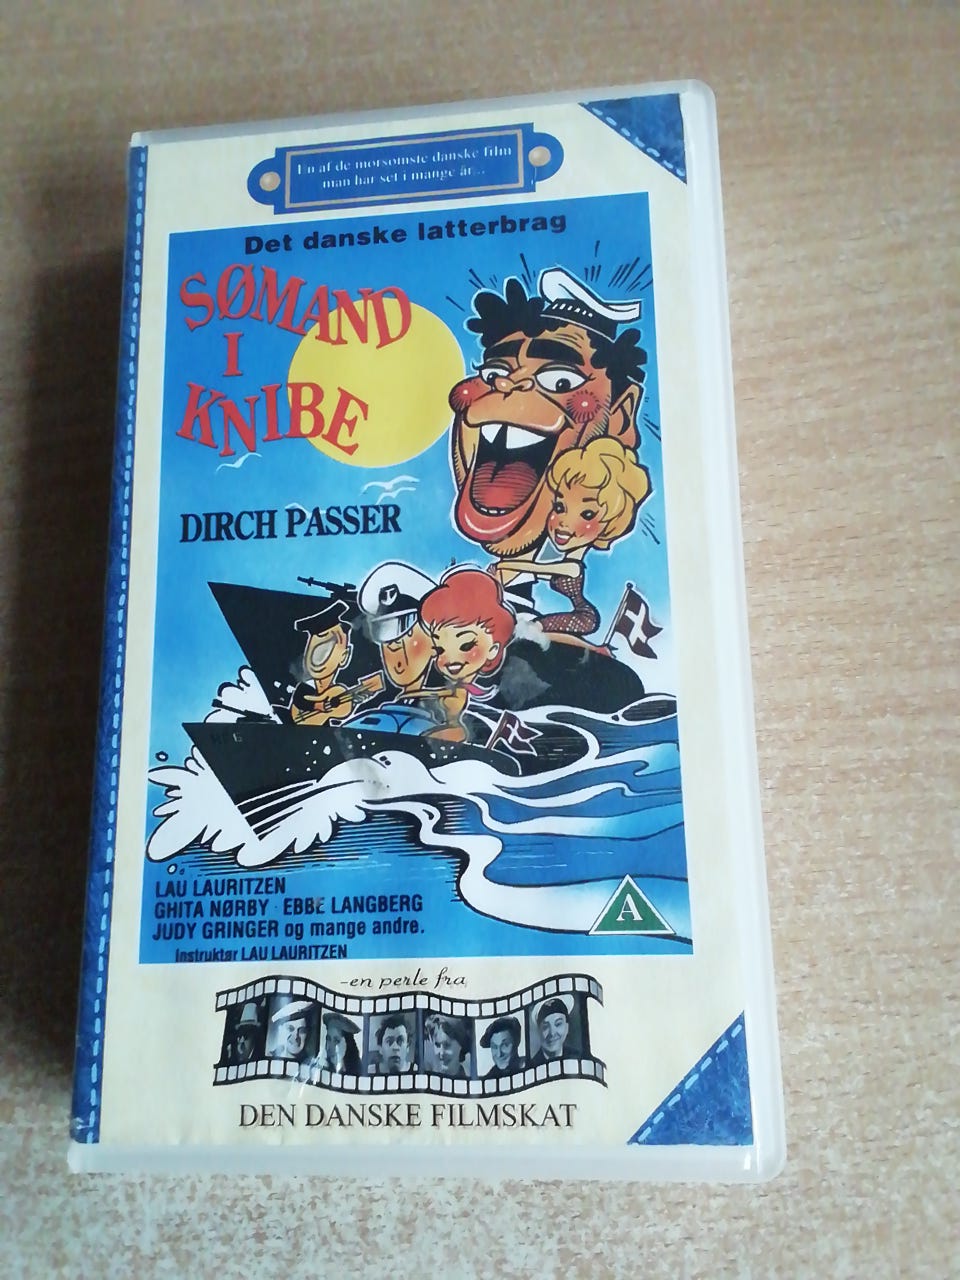 En af de morsomste danske film
man har set i mange år...
Det danske latterbrag
SØMAND
I
KNIBE
DIRCH PASSER
LAU LAURITZEN
GHITA NØRBY · EBBE LANGBERG
JUDY GRINGER og mange andre.
Instruktør LAU LAURITZEN
A
-en perle fra
DEN DANSKE FILMSKAT